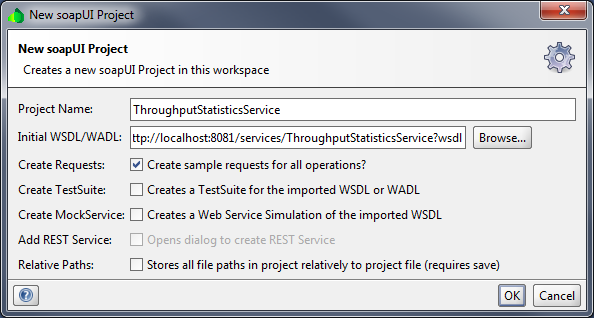 New soapUI Project
New soapUI Project
Creates a new soapUI Project in this workspace
Project Name: ThroughputStatisticsService
Initial WSDL/WADL: ttp://localhost:8081/services/ThroughputStatisticsService?wsdl Browse...
Create Requests: Create sample requests for all operations?
Create TestSuite: Creates a TestSuite for the imported WSDL or WADL
Create MockService: Creates a Web Service Simulation of the imported WSDL
Add REST Service: Opens dialog to create REST Service
Relative Paths: Stores all file paths in project relatively to project file (requires save)
? OK Cancel